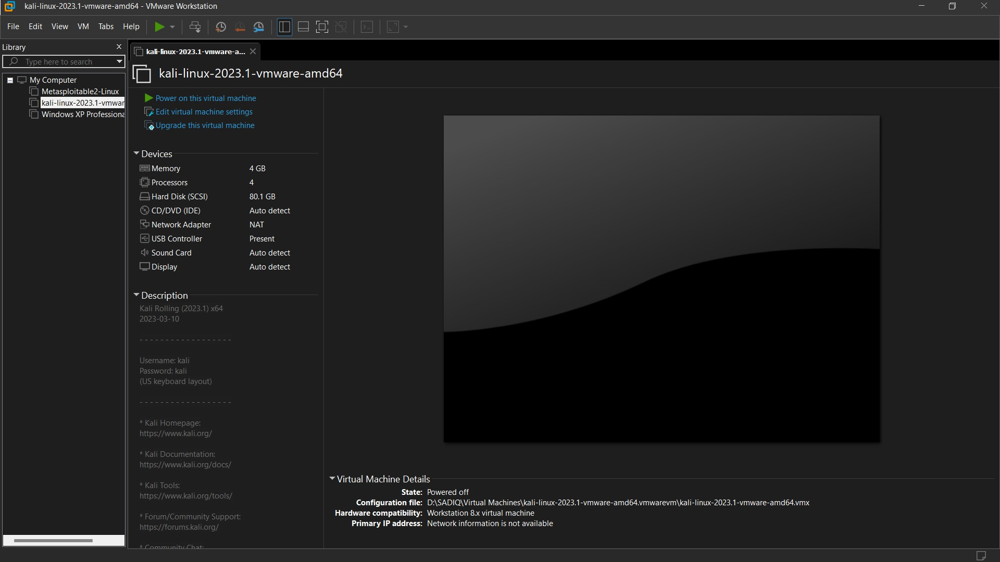 kali-linux-2023.1-vmware-amd64 - VMware Workstation
File Edit View VM Tabs Help
Library
Type here to search
My Computer
Metasploitable2-Linux
kali-linux-2023.1-vmwar
Windows XP Professiona
kali-linux-2023.1-vmware-a...
kali-linux-2023.1-vmware-amd64
Power on this virtual machine
Edit virtual machine settings
Upgrade this virtual machine
Devices
Memory 4 GB
Processors 4
Hard Disk (SCSI) 80.1 GB
CD/DVD (IDE) Auto detect
Network Adapter NAT
USB Controller Present
Sound Card Auto detect
Display Auto detect
Description
Kali Rolling (2023.1) x64
2023-03-10
- - - - - - - - - - - - - - - - - -
Username: kali
Password: kali
(US keyboard layout)
- - - - - - - - - - - - - - - - - -
* Kali Homepage:
https://www.kali.org/
* Kali Documentation:
https://www.kali.org/docs/
* Kali Tools:
https://www.kali.org/tools/
* Forum/Community Support:
https://forums.kali.org/
* Community Chat:
Virtual Machine Details
State: Powered off
Configuration file: D:\SADIQ\Virtual Machines\kali-linux-2023.1-vmware-amd64.vmwarevm\kali-linux-2023.1-vmware-amd64.vmx
Hardware compatibility: Workstation 8.x virtual machine
Primary IP address: Network information is not available